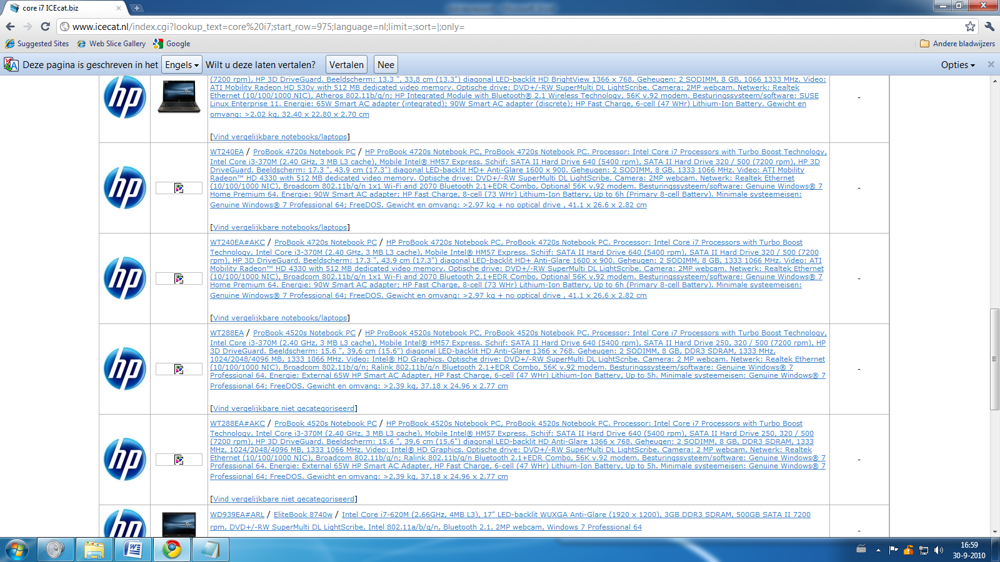 core i7 ICEcat.biz
www.icecat.nl/index.cgi?lookup_text=core%20i7;start_row=975;language=nl;limit=;sort=|;only=
Suggested Sites Web Slice Gallery Google Andere bladwijzers
Deze pagina is geschreven in het Engels Wilt u deze laten vertalen? Vertalen Nee Opties
hp
(7200 rpm), HP 3D DriveGuard. Beeldscherm: 13.3 ", 33,8 cm (13.3") diagonal LED-backlit HD BrightView 1366 x 768. Geheugen: 2 SODIMM, 8 GB, 1066 1333 MHz. Video:
ATI Mobility Radeon HD 530v with 512 MB dedicated video memory. Optische drive: DVD+/-RW SuperMulti DL LightScribe. Camera: 2MP webcam. Netwerk: Realtek
Ethernet (10/100/1000 NIC), Atheros 802.11b/g/n; HP Integrated Module with Bluetooth® 2.1 Wireless Technology, 56K v.92 modem. Besturingssysteem/software: SUSE
Linux Enterprise 11. Energie: 65W Smart AC adapter (integrated); 90W Smart AC adapter (discrete); HP Fast Charge, 6-cell (47 WHr) Lithium-Ion Battery. Gewicht en
omvang: >2.02 kg, 32.40 x 22.80 x 2.70 cm
-
[Vind vergelijkbare notebooks/laptops]
hp
WT240EA / ProBook 4720s Notebook PC / HP ProBook 4720s Notebook PC, ProBook 4720s Notebook PC. Processor: Intel Core i7 Processors with Turbo Boost Technology,
Intel Core i3-370M (2.40 GHz, 3 MB L3 cache), Mobile Intel® HM57 Express. Schijf: SATA II Hard Drive 640 (5400 rpm), SATA II Hard Drive 320 / 500 (7200 rpm), HP 3D
DriveGuard. Beeldscherm: 17.3 ", 43.9 cm (17.3") diagonal LED-backlit HD+ Anti-Glare 1600 x 900. Geheugen: 2 SODIMM, 8 GB, 1333 1066 MHz. Video: ATI Mobility
Radeon™ HD 4330 with 512 MB dedicated video memory. Optische drive: DVD+/-RW SuperMulti DL LightScribe. Camera: 2MP webcam. Netwerk: Realtek Ethernet
(10/100/1000 NIC), Broadcom 802.11b/g/n 1x1 Wi-Fi and 2070 Bluetooth 2.1+EDR Combo, Optional 56K v.92 modem. Besturingssysteem/software: Genuine Windows® 7
Home Premium 64. Energie: 90W Smart AC adapter; HP Fast Charge, 8-cell (73 WHr) Lithium-Ion Battery, Up to 6h (Primary 8-cell Battery). Minimale systeemeisen:
Genuine Windows® 7 Professional 64; FreeDOS. Gewicht en omvang: >2.97 kg + no optical drive , 41.1 x 26.6 x 2.82 cm
-
[Vind vergelijkbare notebooks/laptops]
hp
WT240EA#AKC / ProBook 4720s Notebook PC / HP ProBook 4720s Notebook PC, ProBook 4720s Notebook PC. Processor: Intel Core i7 Processors with Turbo Boost
Technology, Intel Core i3-370M (2.40 GHz, 3 MB L3 cache), Mobile Intel® HM57 Express. Schijf: SATA II Hard Drive 640 (5400 rpm), SATA II Hard Drive 320 / 500 (7200
rpm), HP 3D DriveGuard. Beeldscherm: 17.3 ", 43.9 cm (17.3") diagonal LED-backlit HD+ Anti-Glare 1600 x 900. Geheugen: 2 SODIMM, 8 GB, 1333 1066 MHz. Video: ATI
Mobility Radeon™ HD 4330 with 512 MB dedicated video memory. Optische drive: DVD+/-RW SuperMulti DL LightScribe. Camera: 2MP webcam. Netwerk: Realtek Ethernet
(10/100/1000 NIC), Broadcom 802.11b/g/n 1x1 Wi-Fi and 2070 Bluetooth 2.1+EDR Combo, Optional 56K v.92 modem. Besturingssysteem/software: Genuine Windows® 7
Home Premium 64. Energie: 90W Smart AC adapter; HP Fast Charge, 8-cell (73 WHr) Lithium-Ion Battery, Up to 6h (Primary 8-cell Battery). Minimale systeemeisen:
Genuine Windows® 7 Professional 64; FreeDOS. Gewicht en omvang: >2.97 kg + no optical drive , 41.1 x 26.6 x 2.82 cm
-
[Vind vergelijkbare notebooks/laptops]
hp
WT288EA / ProBook 4520s Notebook PC / HP ProBook 4520s Notebook PC, ProBook 4520s Notebook PC. Processor: Intel Core i7 Processors with Turbo Boost Technology,
Intel Core i3-370M (2.40 GHz, 3 MB L3 cache), Mobile Intel® HM57 Express. Schijf: SATA II Hard Drive 640 (5400 rpm), SATA II Hard Drive 250, 320 / 500 (7200 rpm), HP
3D DriveGuard. Beeldscherm: 15.6 ", 39,6 cm (15.6") diagonal LED-backlit HD Anti-Glare 1366 x 768. Geheugen: 2 SODIMM, 8 GB, DDR3 SDRAM, 1333 MHz,
1024/2048/4096 MB, 1333 1066 MHz. Video: Intel® HD Graphics. Optische drive: DVD+/-RW SuperMulti DL LightScribe. Camera: 2 MP webcam. Netwerk: Realtek Ethernet
(10/100/1000 NIC), Broadcom 802.11b/g/n; Ralink 802.11b/g/n Bluetooth 2.1+EDR Combo, 56K v.92 modem. Besturingssysteem/software: Genuine Windows® 7
Professional 64. Energie: External 65W HP Smart AC Adapter, HP Fast Charge, 6-cell (47 WHr) Lithium-Ion Battery, Up to 5h. Minimale systeemeisen: Genuine Windows® 7
Professional 64; FreeDOS. Gewicht en omvang: >2.39 kg, 37.18 x 24.96 x 2.77 cm
-
[Vind vergelijkbare niet gecategoriseerd]
hp
WT288EA#AKC / ProBook 4520s Notebook PC / HP ProBook 4520s Notebook PC, ProBook 4520s Notebook PC. Processor: Intel Core i7 Processors with Turbo Boost
Technology, Intel Core i3-370M (2.40 GHz, 3 MB L3 cache), Mobile Intel® HM57 Express. Schijf: SATA II Hard Drive 640 (5400 rpm), SATA II Hard Drive 250, 320 / 500
(7200 rpm), HP 3D DriveGuard. Beeldscherm: 15.6 ", 39,6 cm (15.6") diagonal LED-backlit HD Anti-Glare 1366 x 768. Geheugen: 2 SODIMM, 8 GB, DDR3 SDRAM, 1333
MHz, 1024/2048/4096 MB, 1333 1066 MHz. Video: Intel® HD Graphics. Optische drive: DVD+/-RW SuperMulti DL LightScribe. Camera: 2 MP webcam. Netwerk: Realtek
Ethernet (10/100/1000 NIC), Broadcom 802.11b/g/n; Ralink 802.11b/g/n Bluetooth 2.1+EDR Combo, 56K v.92 modem. Besturingssysteem/software: Genuine Windows® 7
Professional 64. Energie: External 65W HP Smart AC Adapter, HP Fast Charge, 6-cell (47 WHr) Lithium-Ion Battery, Up to 5h. Minimale systeemeisen: Genuine Windows® 7
Professional 64; FreeDOS. Gewicht en omvang: >2.39 kg, 37.18 x 24.96 x 2.77 cm
-
[Vind vergelijkbare niet gecategoriseerd]
hp
WD939EA#ARL / EliteBook 8740w / Intel Core i7-620M (2.66GHz, 4MB L3), 17" LED-backlit WUXGA Anti-Glare (1920 x 1200), 3GB DDR3 SDRAM, 500GB SATA II 7200
rpm, DVD+/-RW SuperMulti DL LightScribe, Intel 802.11a/b/g/n, Bluetooth 2.1, 2MP webcam, Windows 7 Professional 64
-
16:59
30-9-2010